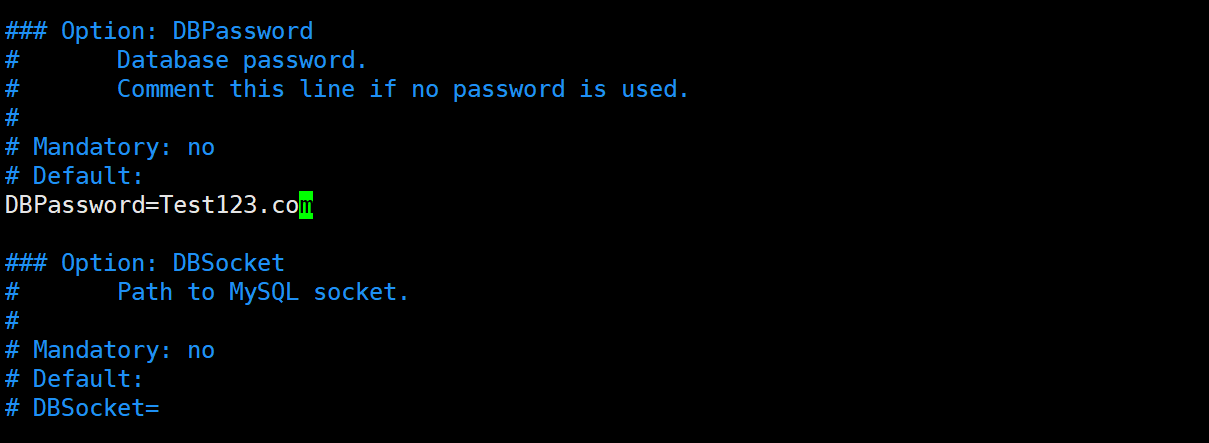 ### Option: DBPassword
#       Database password.
#       Comment this line if no password is used.
#
# Mandatory: no
# Default:
DBPassword=Test123.com
### Option: DBSocket
#       Path to MySQL socket.
#
# Mandatory: no
# Default:
# DBSocket=